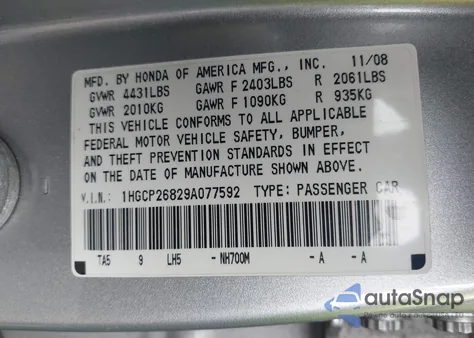 MFD. BY HONDA OF AMERICA MFG., INC. 11/08
GVWR 4431LBS GAWR F 2403LBS R 2061LBS
GVWR 2010KG GAWR F 1090KG R 935KG
THIS VEHICLE CONFORMS TO ALL APPLICABLE
FEDERAL MOTOR VEHICLE SAFETY, BUMPER,
AND THEFT PREVENTION STANDARDS IN EFFECT
ON THE DATE OF MANUFACTURE SHOWN ABOVE.
V.I.N.: 1HGCP26829A077592 TYPE: PASSENGER CAR
TA5 9 LH5 - NH700M - A - A
autoSnap